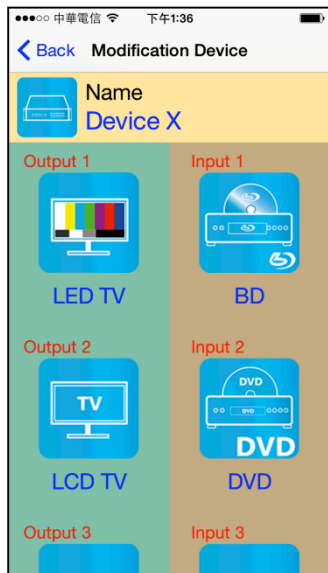 中華電信 下午1:36
Back Modification Device
Name
Device X
Output 1 Input 1
LED TV BD
Output 2 Input 2
TV DVD
DVD
LCD TV DVD
Output 3 Input 3